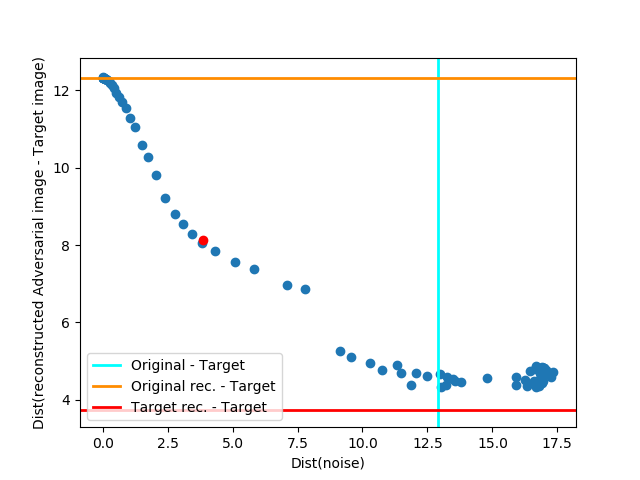 Dist(reconstructed Adversarial image - Target image)
12
10
8
6
4
Original - Target
Original rec. - Target
Target rec. - Target
0.0 2.5 5.0 7.5 10.0 12.5 15.0 17.5
Dist(noise)